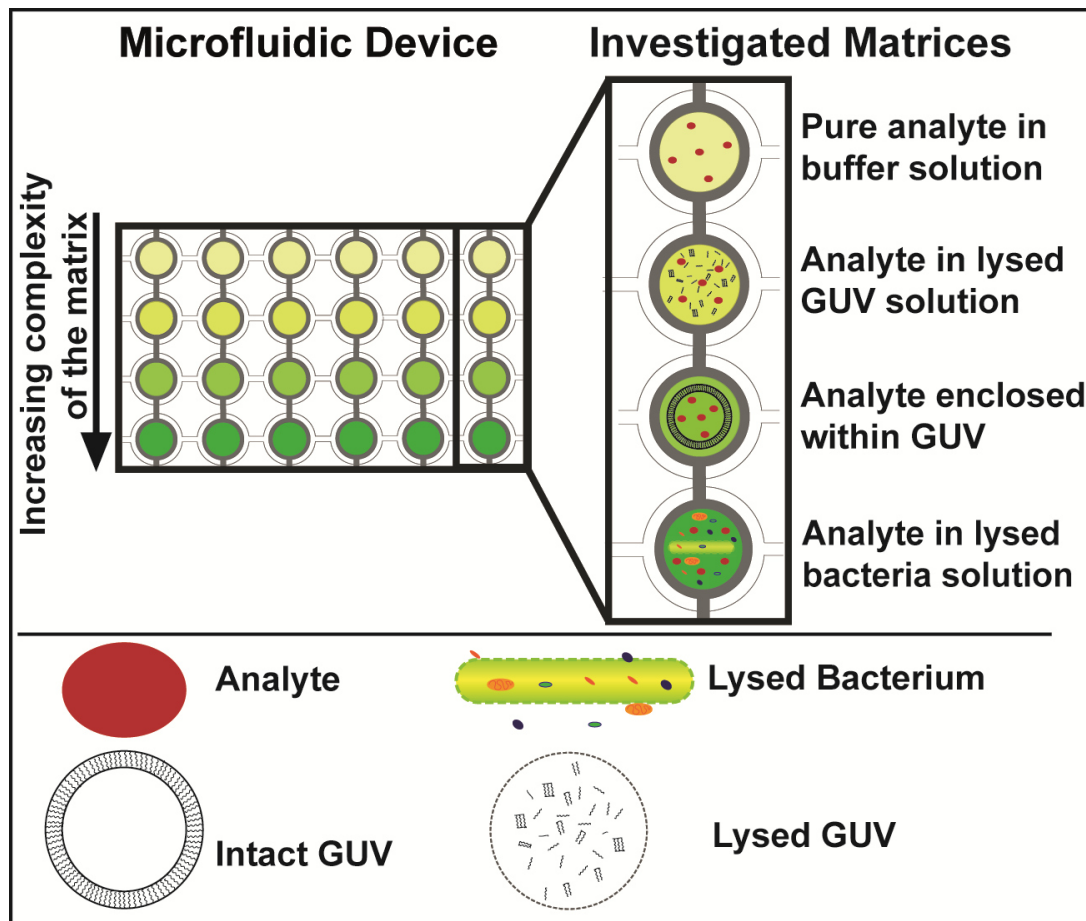 Microfluidic Device
Investigated Matrices
Increasing complexity
of the matrix
Pure analyte in
buffer solution
Analyte in lysed
GUV solution
Analyte enclosed
within GUV
Analyte in lysed
bacteria solution
Analyte
Lysed Bacterium
Intact GUV
Lysed GUV